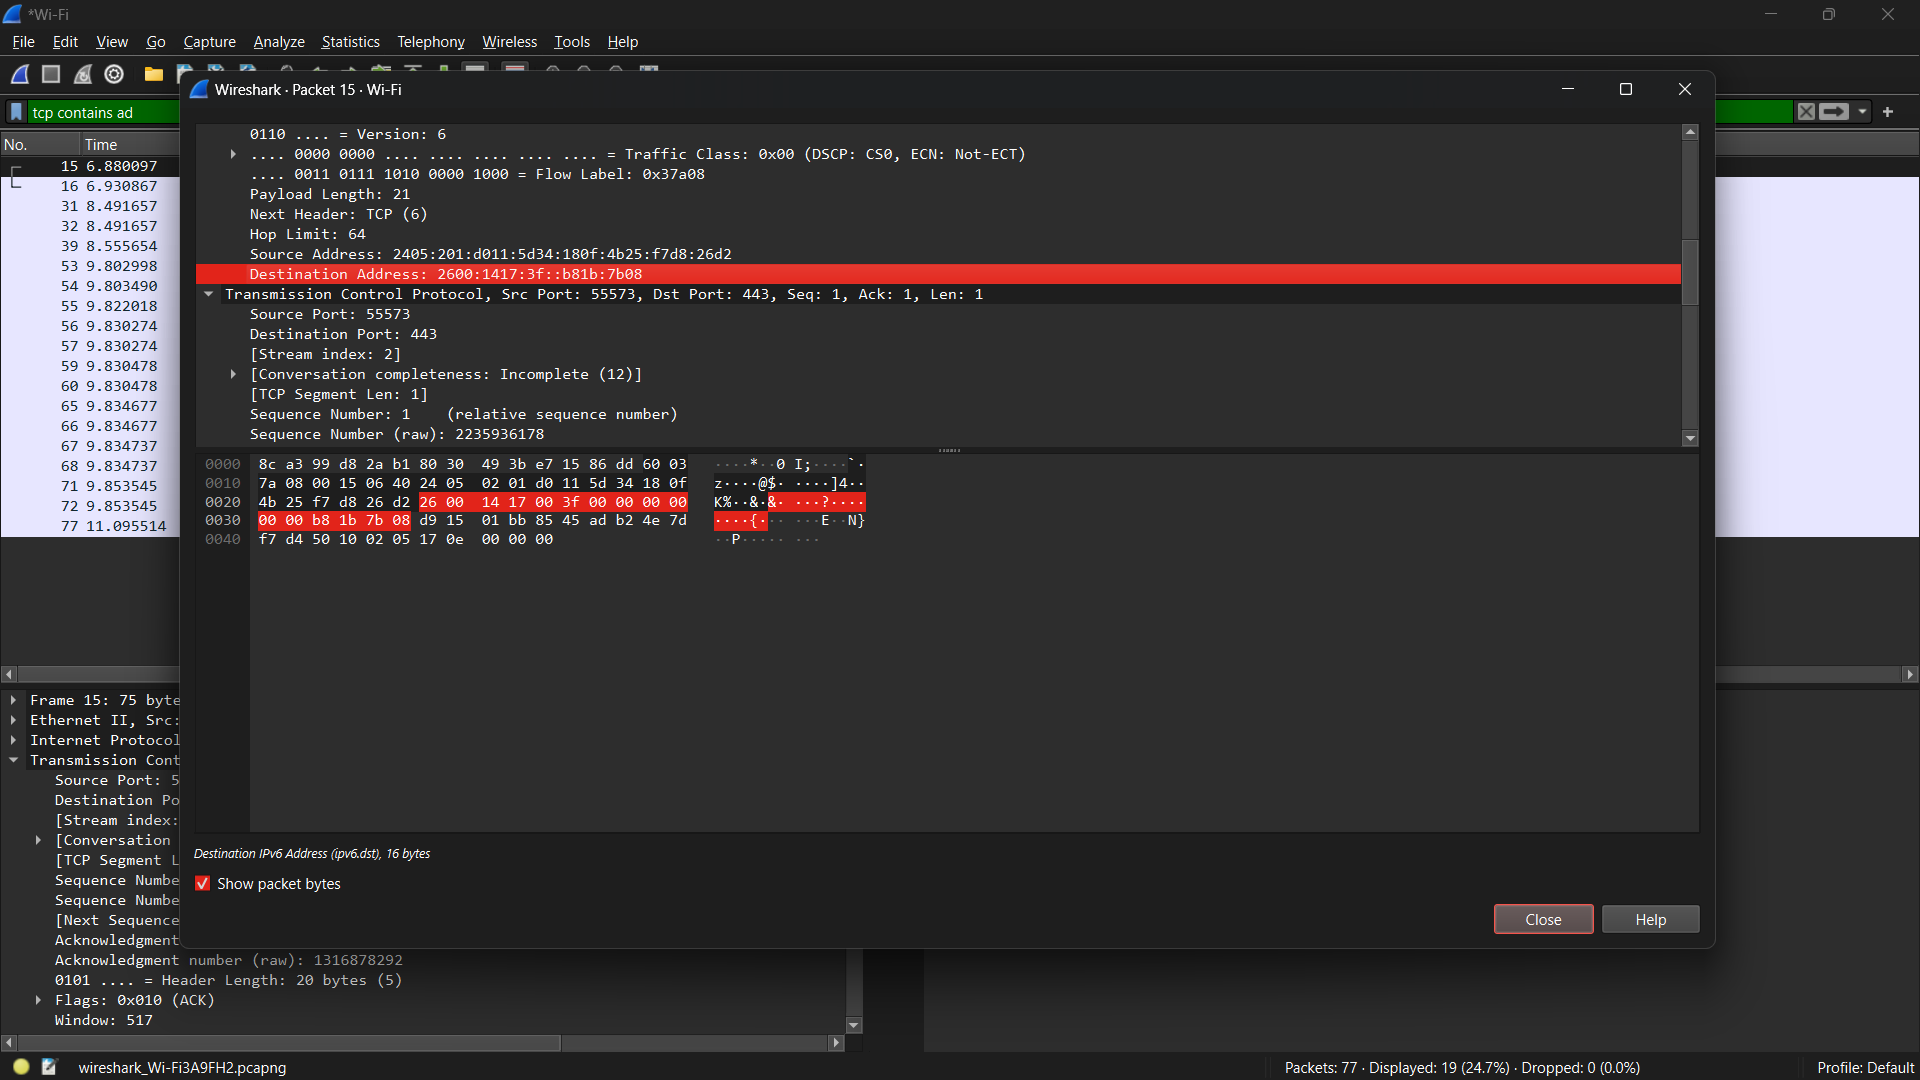 *Wi-Fi
File Edit View Go Capture Analyze Statistics Telephony Wireless Tools Help
Wireshark · Packet 15 · Wi-Fi
tcp contains ad
No. Time
15 6.880097
16 6.930867
31 8.491657
32 8.491657
39 8.555654
53 9.802998
54 9.803490
55 9.822018
56 9.830274
57 9.830274
59 9.830478
60 9.830478
65 9.834677
66 9.834677
67 9.834737
68 9.834737
71 9.853545
72 9.853545
77 11.095514
0110 .... = Version: 6
.... 0000 0000 .... .... .... .... .... = Traffic Class: 0x00 (DSCP: CS0, ECN: Not-ECT)
.... 0011 0111 1010 0000 1000 = Flow Label: 0x37a08
Payload Length: 21
Next Header: TCP (6)
Hop Limit: 64
Source Address: 2405:201:d011:5d34:180f:4b25:f7d8:26d2
Destination Address: 2600:1417:3f::b81b:7b08
Transmission Control Protocol, Src Port: 55573, Dst Port: 443, Seq: 1, Ack: 1, Len: 1
Source Port: 55573
Destination Port: 443
[Stream index: 2]
[Conversation completeness: Incomplete (12)]
[TCP Segment Len: 1]
Sequence Number: 1    (relative sequence number)
Sequence Number (raw): 2235936178
0000 8c a3 99 d8 2a b1 80 30 49 3b e7 15 86 dd 60 03 ····*··0 I;····`·
0010 7a 08 00 15 06 40 24 05 02 01 d0 11 5d 34 18 0f z····@$· ····]4··
0020 4b 25 f7 d8 26 d2 26 00 14 17 00 3f 00 00 00 00 K%··&·&· ···?····
0030 00 00 b8 1b 7b 08 d9 15 01 bb 85 45 ad b2 4e 7d ····{··· ···E··N}
0040 f7 d4 50 10 02 05 17 0e 00 00 00 ··P····· ···
Destination IPv6 Address (ipv6.dst), 16 bytes
Show packet bytes
Close Help
Frame 15: 75 byte
Ethernet II, Src:
Internet Protocol
Transmission Cont
Source Port: 5
Destination Po
[Stream index:
[Conversation
[TCP Segment L
Sequence Numbe
Sequence Numbe
[Next Sequence
Acknowledgment
Acknowledgment number (raw): 1316878292
0101 .... = Header Length: 20 bytes (5)
Flags: 0x010 (ACK)
Window: 517
wireshark_Wi-Fi3A9FH2.pcapng
Packets: 77 · Displayed: 19 (24.7%) · Dropped: 0 (0.0%)
Profile: Default